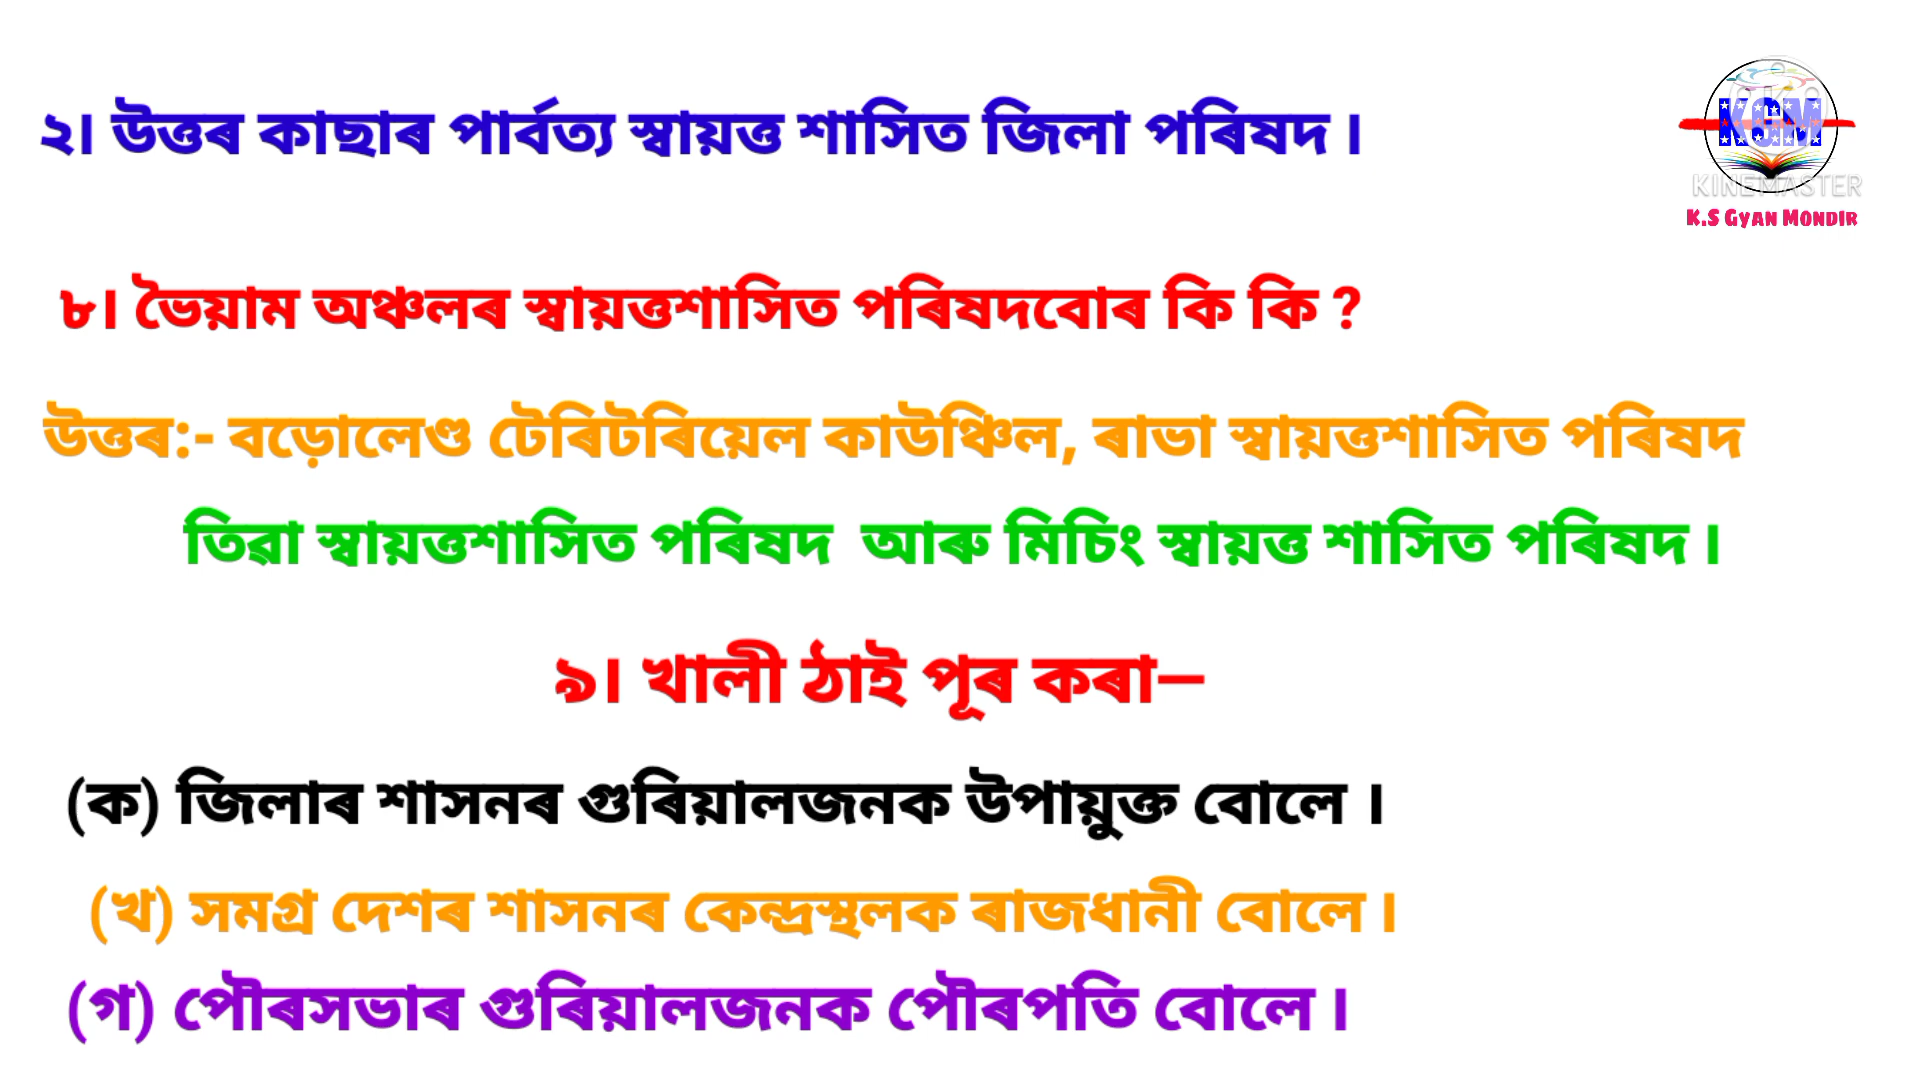 ২। উত্তৰ কাছাৰ পাৰ্বত্য স্বায়ত্ত শাসিত জিলা পৰিষদ ।
KGM
KINEMASTER
K.S Gyan Mondir
৮। ভৈয়াম অঞ্চলৰ স্বায়ত্তশাসিত পৰিষদবোৰ কি কি ?
উত্তৰ:- বড়োলেণ্ড টেৰিটৰিয়েল কাউঞ্চিল, ৰাভা স্বায়ত্তশাসিত পৰিষদ
তিৱা স্বায়ত্তশাসিত পৰিষদ আৰু মিচিং স্বায়ত্ত শাসিত পৰিষদ ।
৯। খালী ঠাই পূৰ কৰা—
(ক) জিলাৰ শাসনৰ গুৰিয়ালজনক উপায়ুক্ত বোলে ।
(খ) সমগ্ৰ দেশৰ শাসনৰ কেন্দ্ৰস্থলক ৰাজধানী বোলে ।
(গ) পৌৰসভাৰ গুৰিয়ালজনক পৌৰপতি বোলে ।